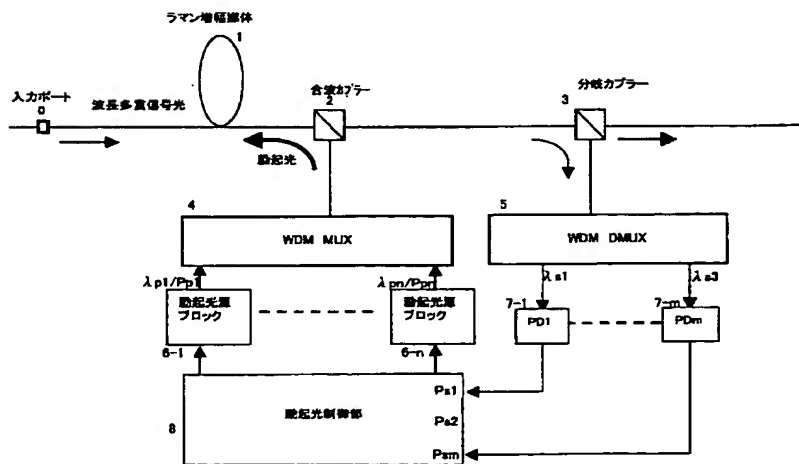 ラマン増幅媒体
1
入力ポート
0
波長多重信号光
合波カプラー
2
分岐カプラー
3
励起光
4
WDM MUX
5
WDM DMUX
λp1/Pp1
λpn/Ppn
λs1
λs3
励起光源
ブロック
励起光源
ブロック
7-1
PD1
7-m
PDm
6-1
6-n
8
励起光制御部
Ps1
Ps2
Psm